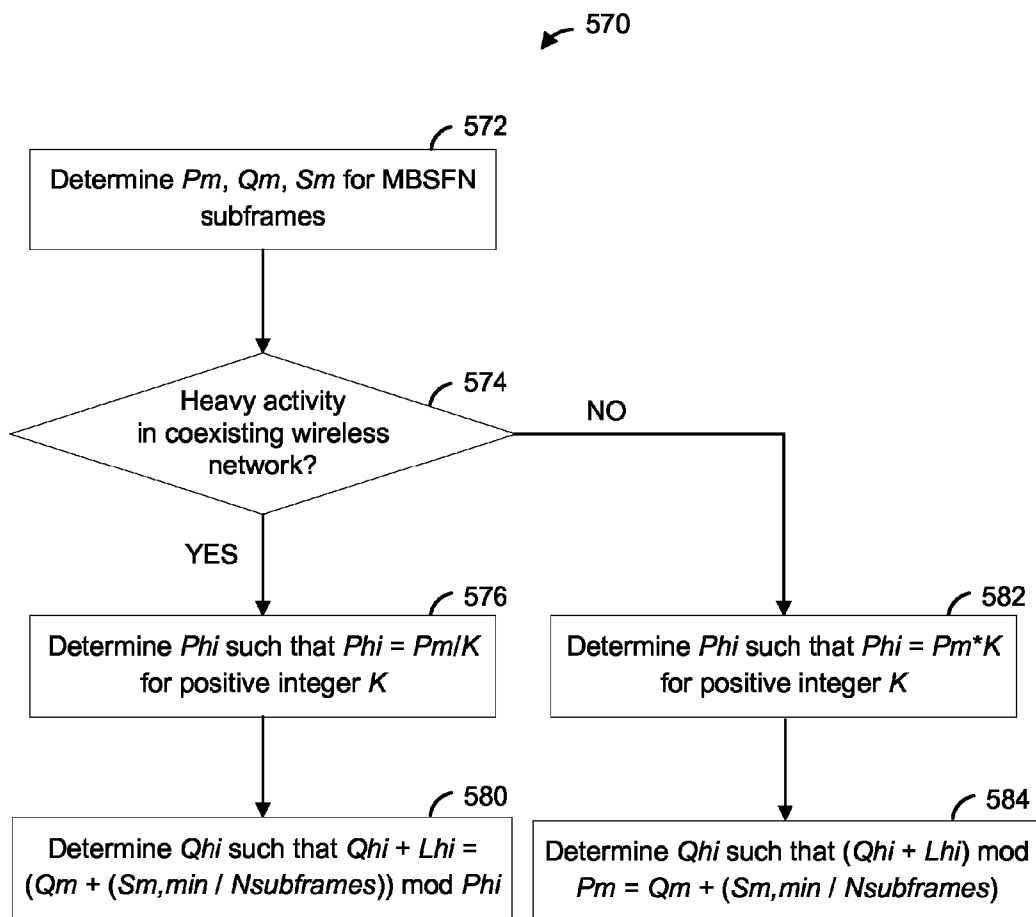 570
572
Determine Pm, Qm, Sm for MBSFN
subframes
574
Heavy activity
in coexisting wireless
network?
NO
YES
576
Determine Phi such that Phi = Pm/K
for positive integer K
582
Determine Phi such that Phi = Pm*K
for positive integer K
580
Determine Qhi such that Qhi + Lhi =
(Qm + (Sm,min / Nsubframes)) mod Phi
584
Determine Qhi such that (Qhi + Lhi) mod
Pm = Qm + (Sm,min / Nsubframes)